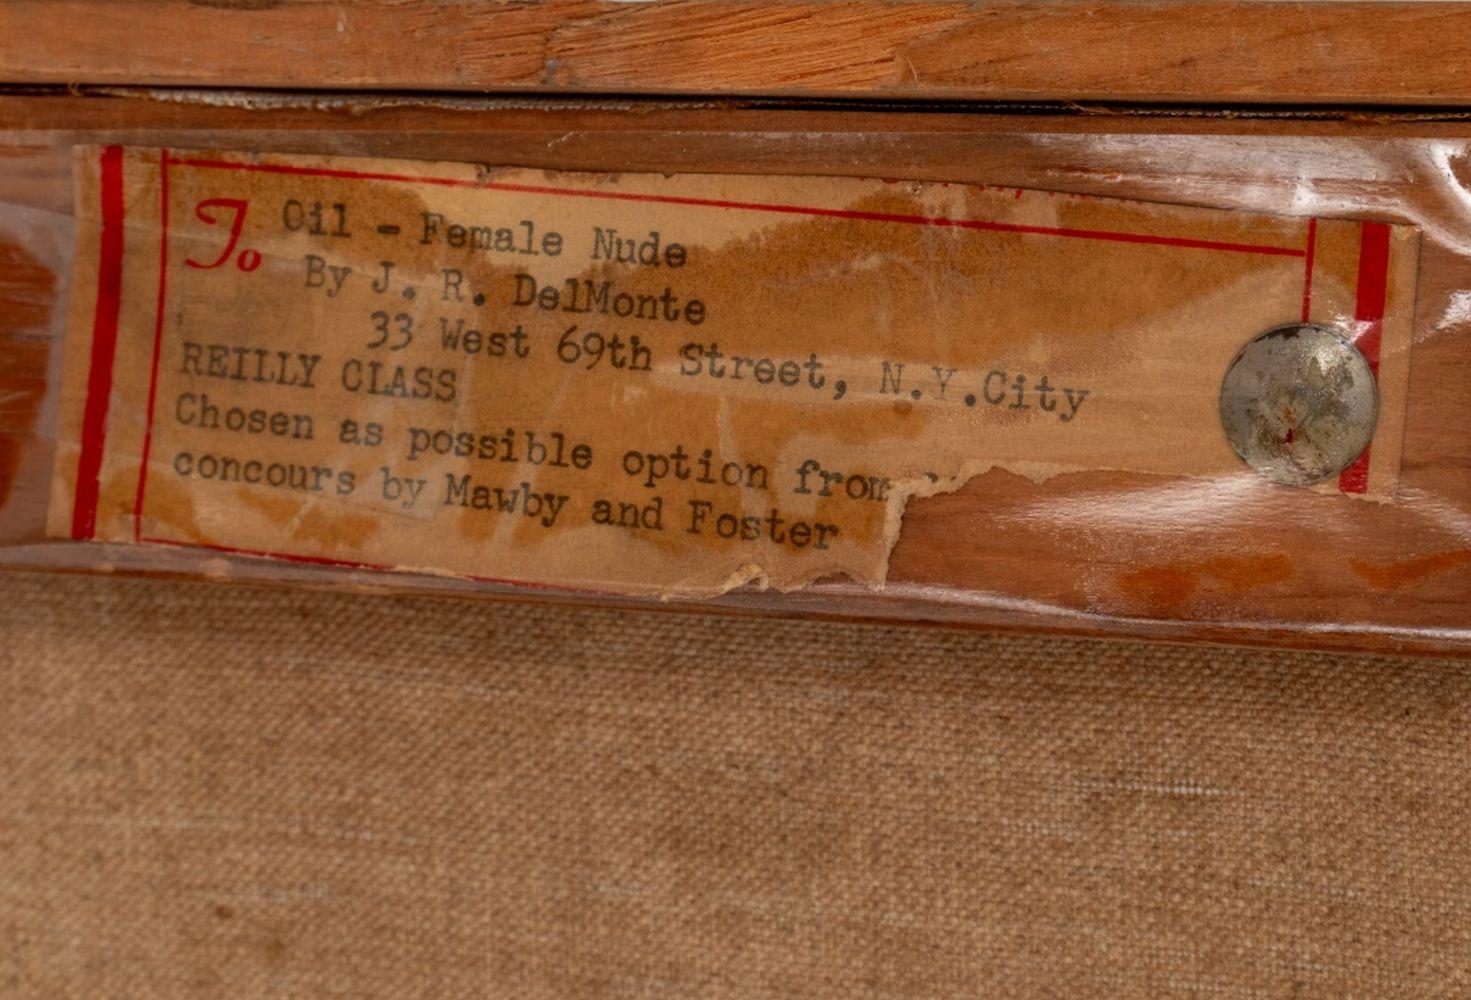 To Oil - Female Nude
By J. R. DelMonte
33 West 69th Street, N.Y.City
REILLY CLASS
Chosen as possible option from
concours by Mawby and Foster